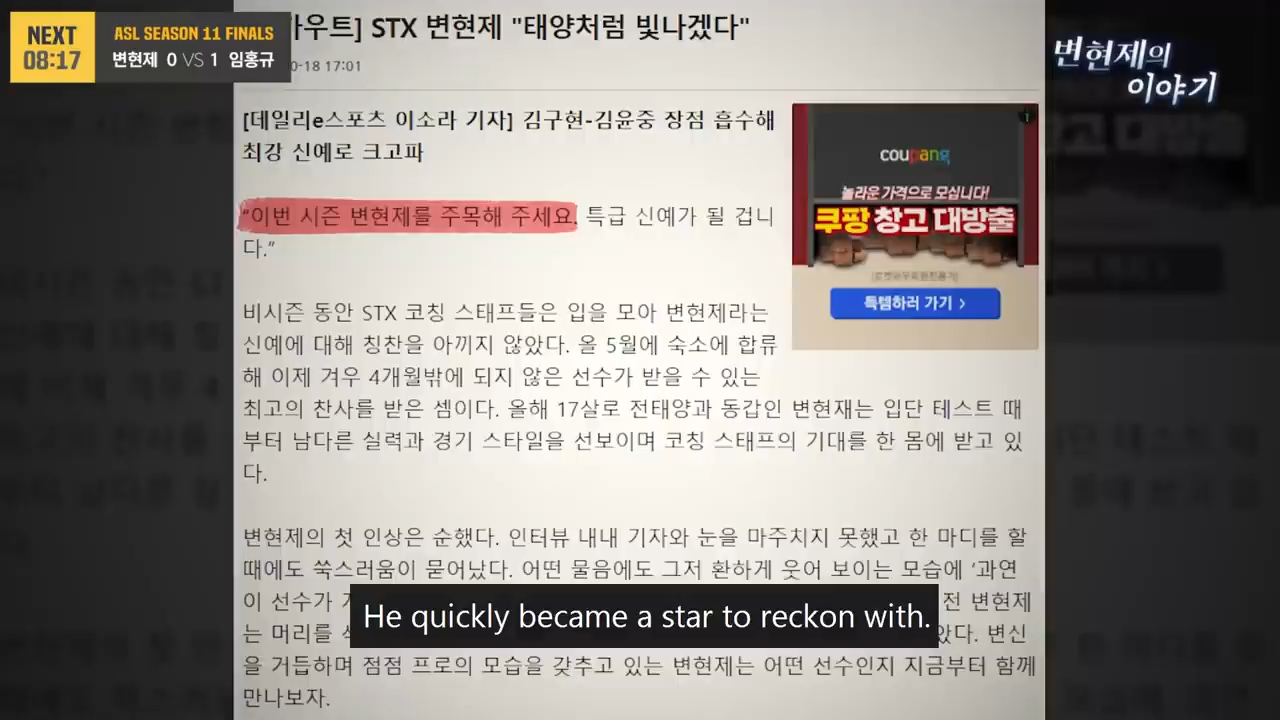 NEXT
08:17
ASL SEASON 11 FINALS
변현제 0 VS 1 임홍규
카우트] STX 변현제 "태양처럼 빛나겠다"
0-18 17:01
변현제의
이야기
[데일리e스포츠 이소라 기자] 김구현-김윤중 장점 흡수해
최강 신예로 크고파
“이번 시즌 변현제를 주목해 주세요. 특급 신예가 될 겁니
다.”
비시즌 동안 STX 코칭 스태프들은 입을 모아 변현제라는
신예에 대해 칭찬을 아끼지 않았다. 올 5월에 숙소에 합류
해 이제 겨우 4개월밖에 되지 않은 선수가 받을 수 있는
최고의 찬사를 받은 셈이다. 올해 17살로 전태양과 동갑인 변현재는 입단 테스트 때
부터 남다른 실력과 경기 스타일을 선보이며 코칭 스태프의 기대를 한 몸에 받고 있
다.
변현제의 첫 인상은 순했다. 인터뷰 내내 기자와 눈을 마주치지 못했고 한 마디를 할
때에도 쑥스러움이 묻어났다. 어떤 물음에도 그저 환하게 웃어 보이는 모습에 ‘과연
이 선수가
전 변현제
는 머리를
았다. 변신
을 거듭하며 점점 프로의 모습을 갖추고 있는 변현제는 어떤 선수인지 지금부터 함께
만나보자.
coupang
놀라운 가격으로 모십니다!
쿠팡 창고 대방출
특템하러 가기 >
He quickly became a star to reckon with.